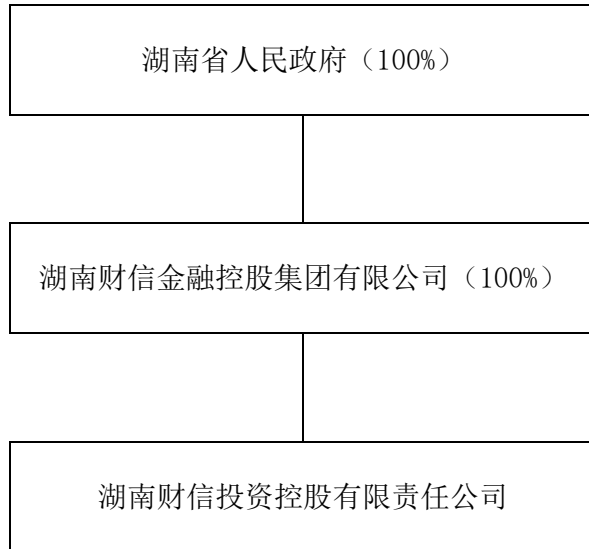 湖南省人民政府（100%）
湖南财信金融控股集团有限公司（100%）
湖南财信投资控股有限责任公司